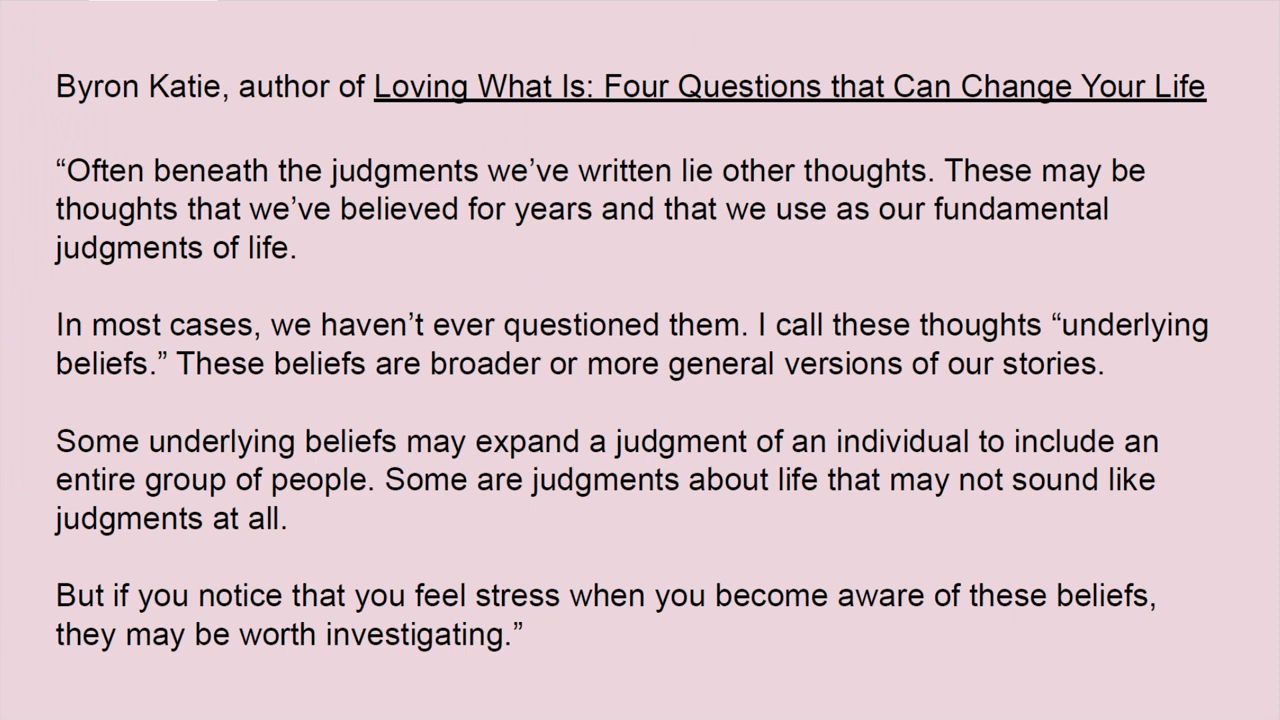 Byron Katie, author of Loving What Is: Four Questions that Can Change Your Life
“Often beneath the judgments we’ve written lie other thoughts. These may be
thoughts that we’ve believed for years and that we use as our fundamental
judgments of life.
In most cases, we haven’t ever questioned them. I call these thoughts “underlying
beliefs.” These beliefs are broader or more general versions of our stories.
Some underlying beliefs may expand a judgment of an individual to include an
entire group of people. Some are judgments about life that may not sound like
judgments at all.
But if you notice that you feel stress when you become aware of these beliefs,
they may be worth investigating.”